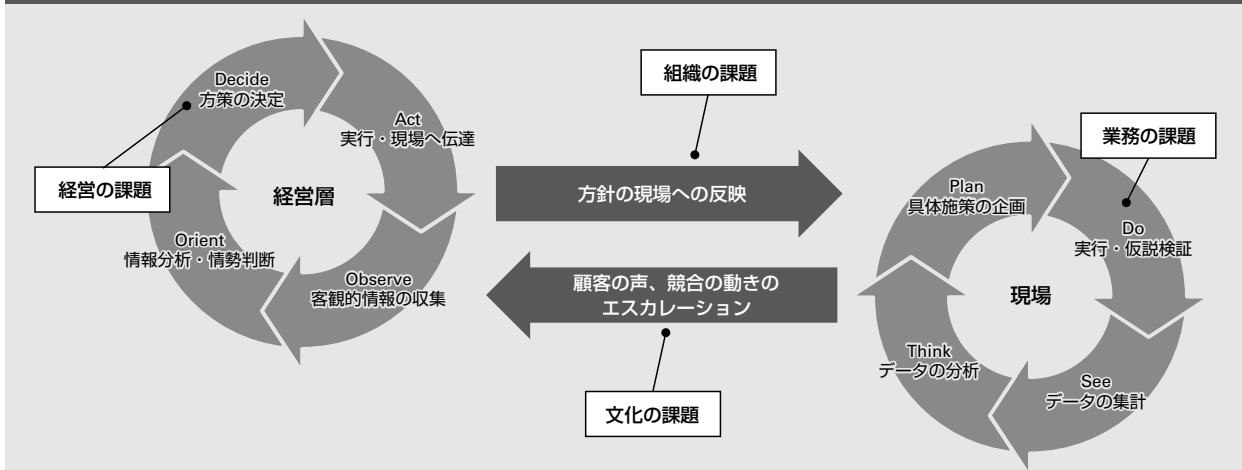 Decide
方策の決定
Act
実行・現場へ伝達
経営の課題
経営層
Orient
情報分析・情勢判断
Observe
客観的情報の収集
組織の課題
方針の現場への反映
顧客の声、競合の動きの
エスカレーション
文化の課題
業務の課題
Plan
具体施策の企画
Do
実行・仮説検証
現場
Think
データの分析
See
データの集計